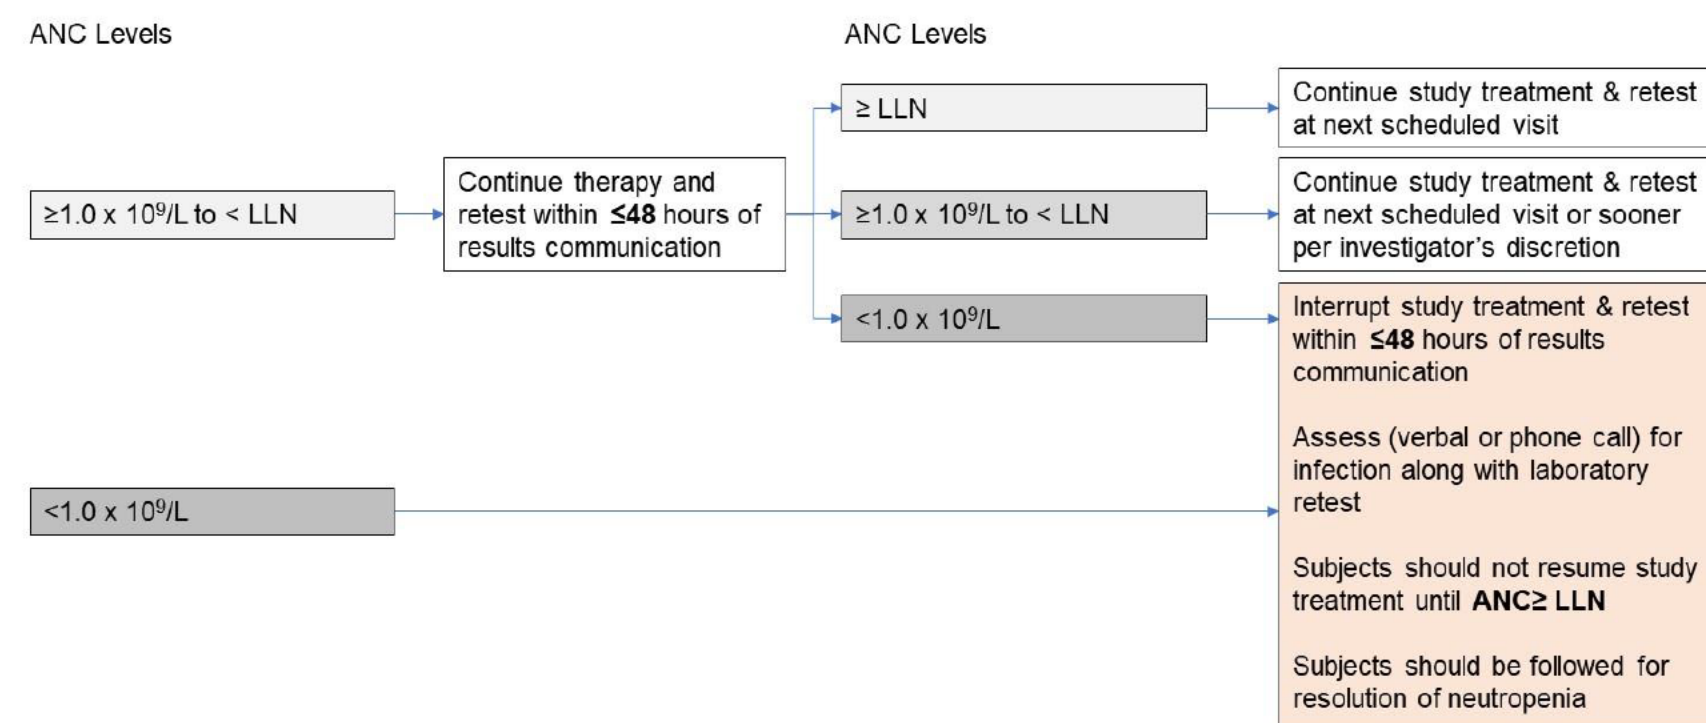 ANC Levels
ANC Levels
≥1.0 x 10⁹/L to < LLN
Continue therapy and
retest within ≤48 hours of
results communication
≥ LLN
Continue study treatment & retest
at next scheduled visit
≥1.0 x 10⁹/L to < LLN
Continue study treatment & retest
at next scheduled visit or sooner
per investigator’s discretion
<1.0 x 10⁹/L
Interrupt study treatment & retest
within ≤48 hours of results
communication
Assess (verbal or phone call) for
infection along with laboratory
retest
Subjects should not resume study
treatment until ANC≥ LLN
Subjects should be followed for
resolution of neutropenia
<1.0 x 10⁹/L